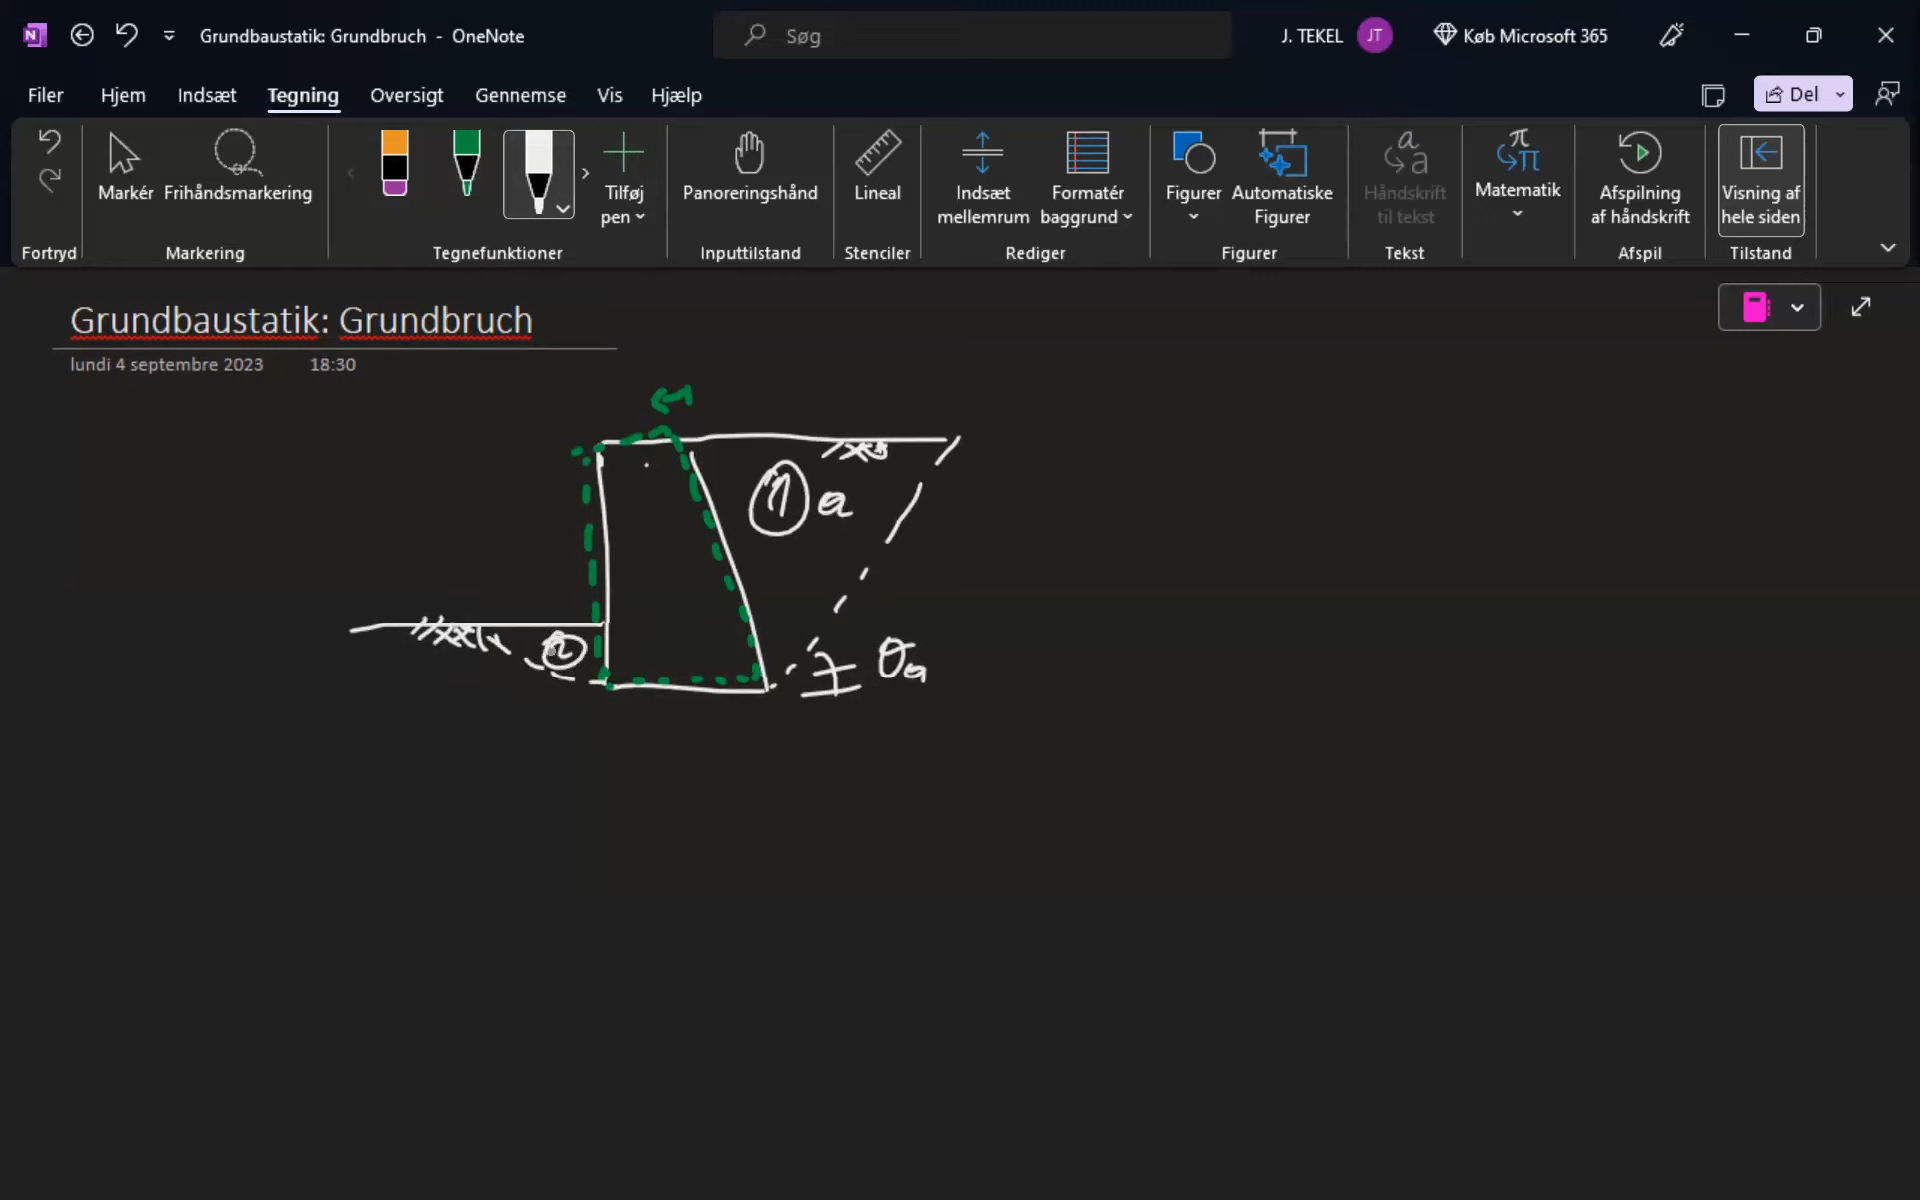 Grundbaustatik: Grundbruch - OneNote
Søg
J. TEKEL
JT
Køb Microsoft 365
Filer
Hjem
Indsæt
Tegning
Oversigt
Gennemse
Vis
Hjælp
Del
Markér
Frihåndsmarkering
Tilføj
pen
Panoreringshånd
Lineal
Indsæt
mellemrum
Formatér
baggrund
Figurer
Automatiske
Figurer
Håndskrift
til tekst
Matematik
Afspilning
af håndskrift
Visning af
hele siden
Fortryd
Markering
Tegnefunktioner
Inputtilstand
Stenciler
Rediger
Figurer
Tekst
Afspil
Tilstand
Grundbaustatik: Grundbruch
lundi 4 septembre 2023 18:30
1 a
2